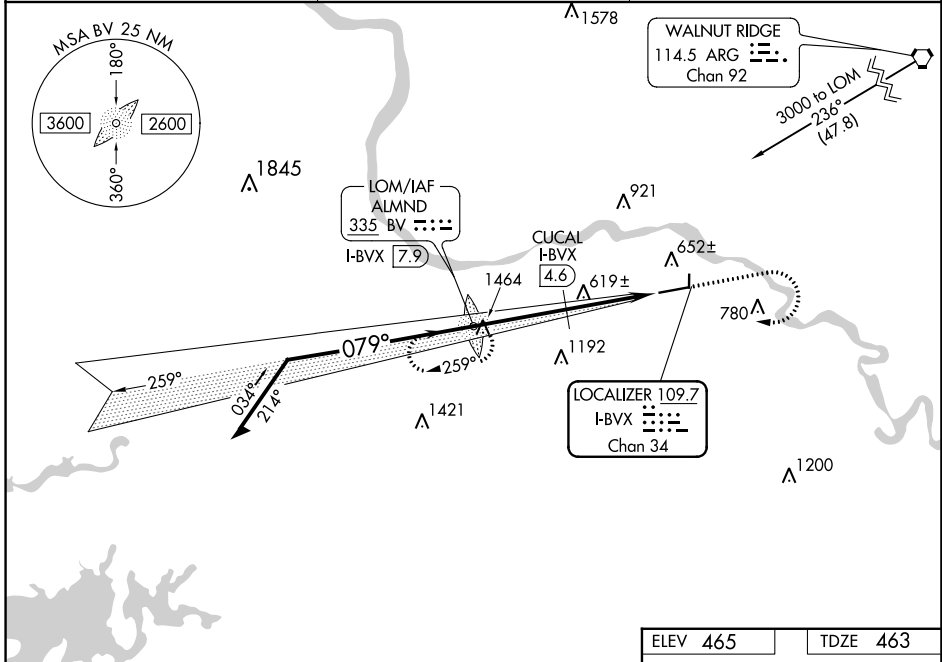 MSA BV 25 NM
180°
3600
2600
360°
1578
WALNUT RIDGE
114.5 ARG
Chan 92
3000 to LOM
236°
(47.8)
1845
LOM/IAF
ALMND
335 BV
I-BVX 7.9
921
CUCAL
I-BVX
4.6
652±
1464
619±
780
079°
259°
259°
034°
214°
1192
1421
LOCALIZER 109.7
I-BVX
Chan 34
1200
ELEV 465
TDZE 463